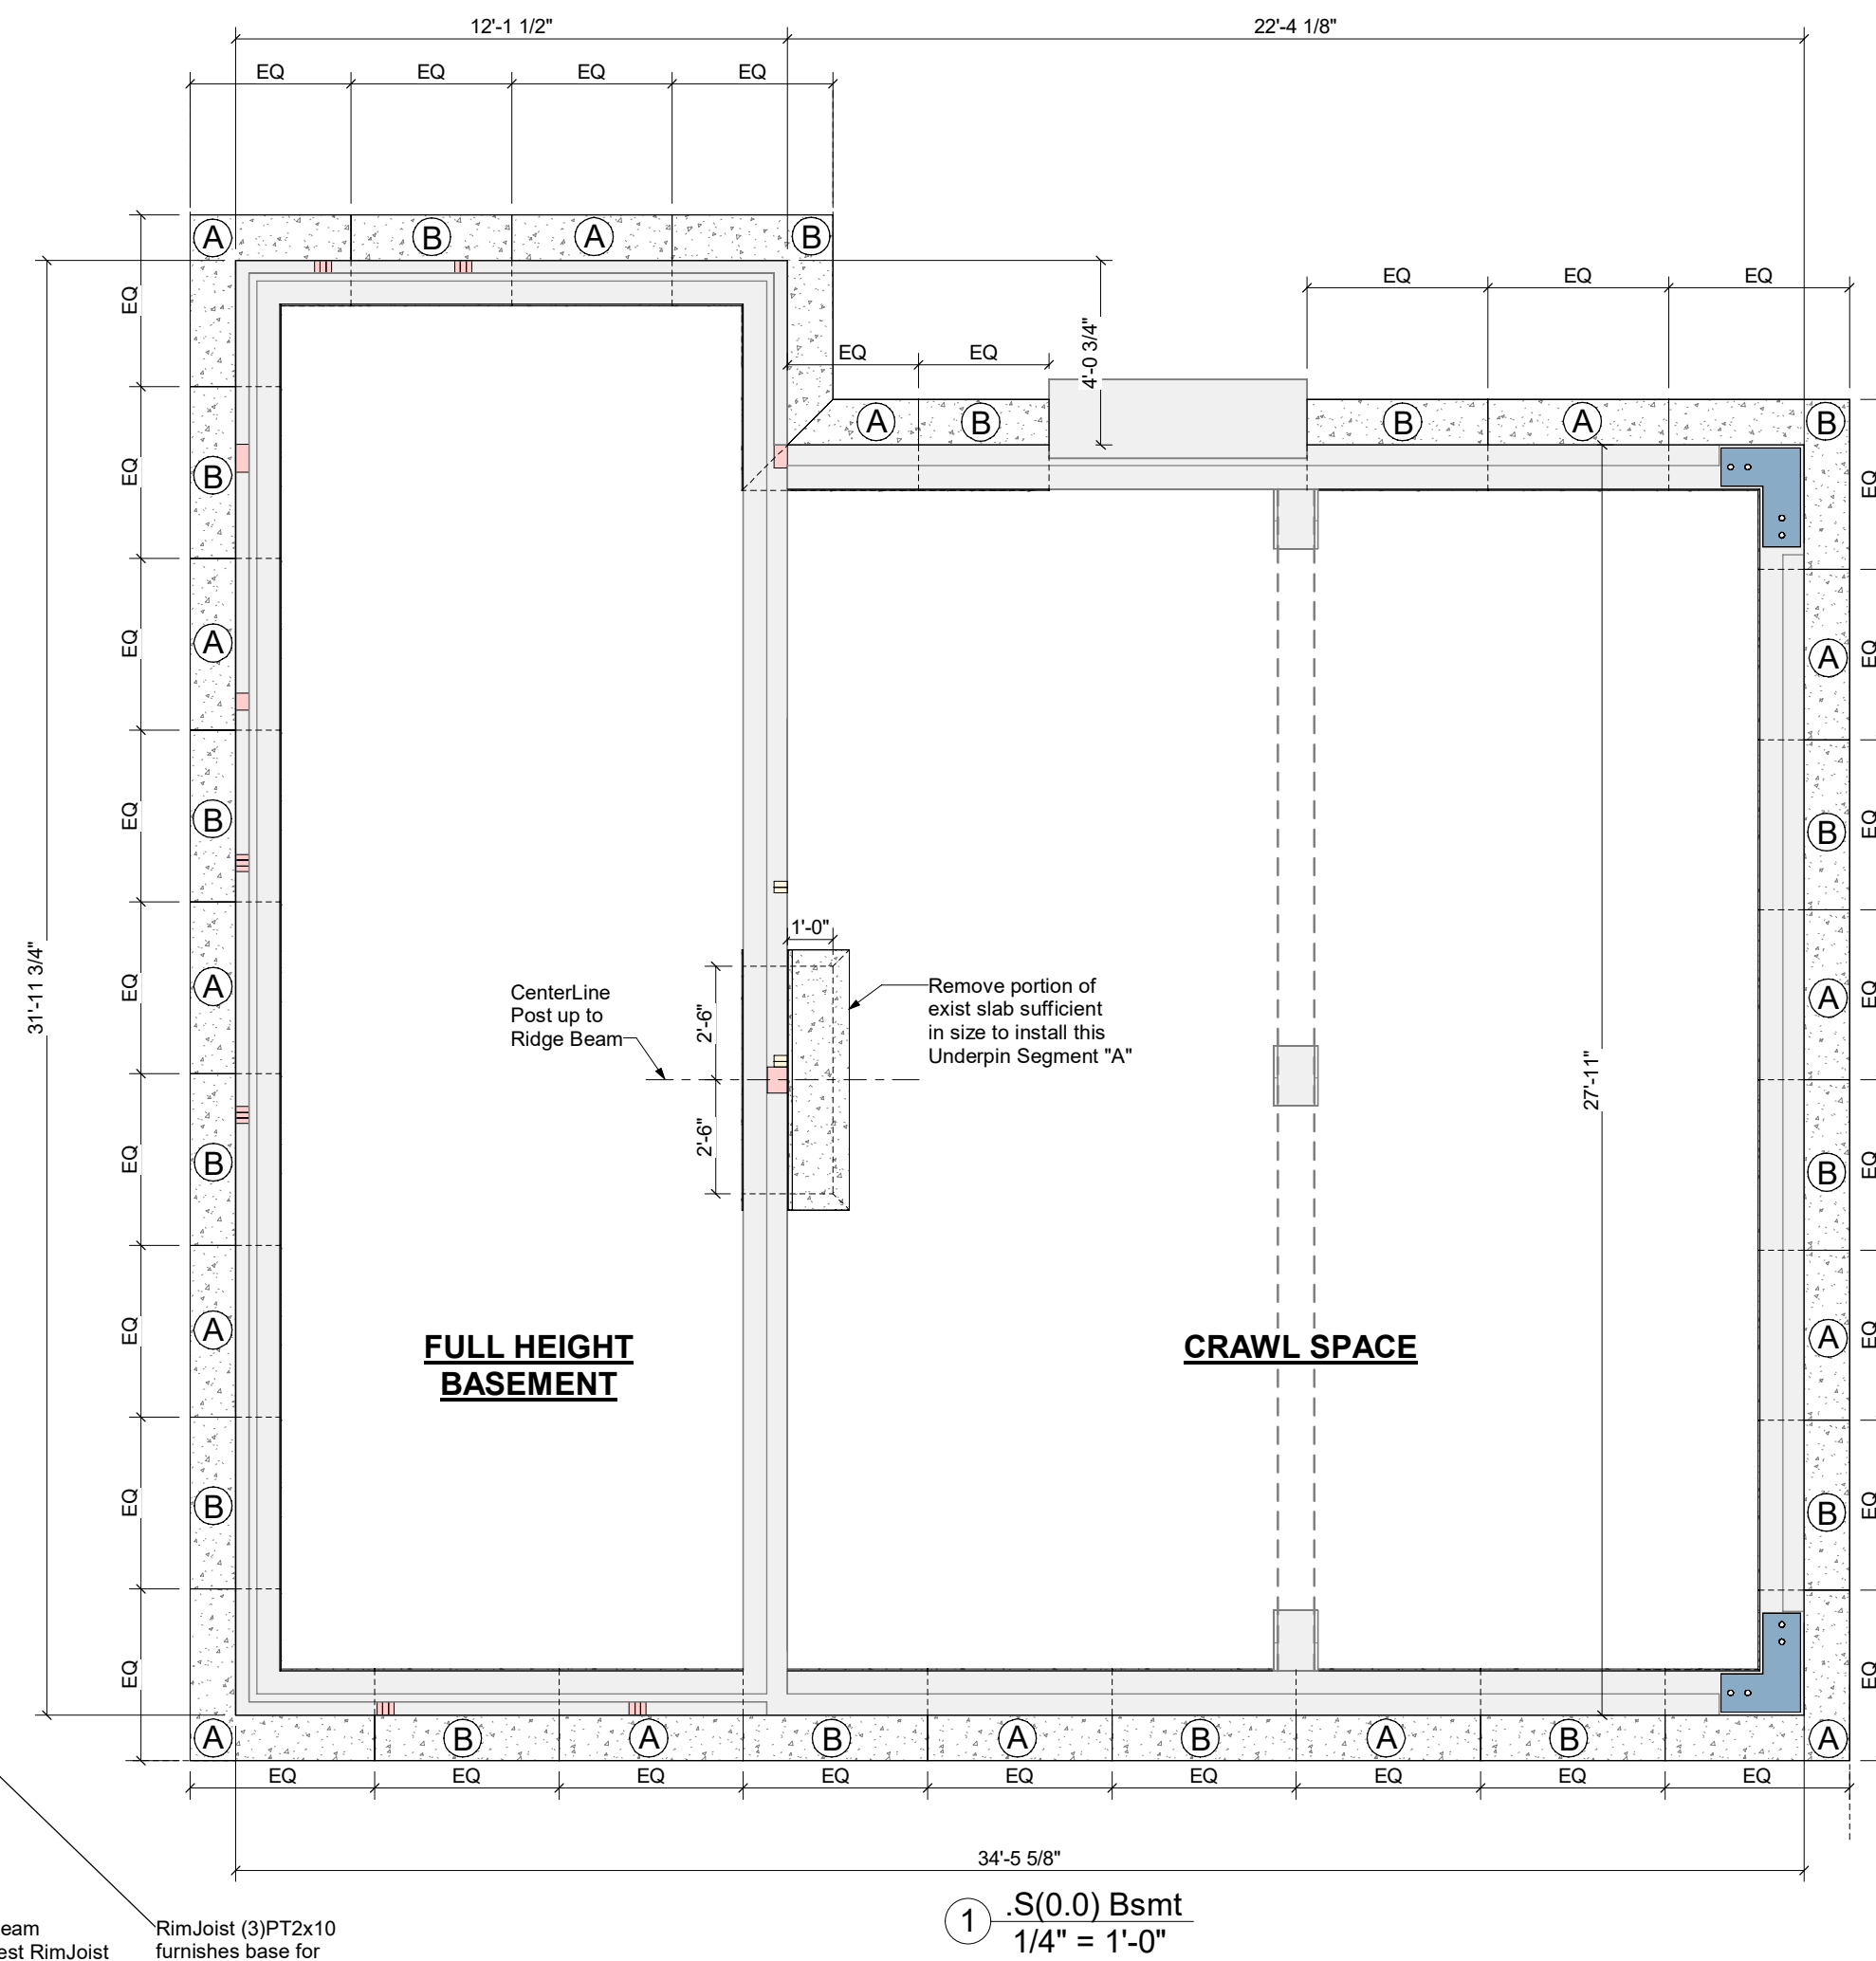 12'-1 1/2"
22'-4 1/8"
EQ EQ EQ EQ
A B A B
EQ EQ EQ
4'-0 3/4"
EQ EQ
A B
B A B
EQ
EQ
EQ
EQ
EQ
EQ
EQ
EQ
EQ
B
A
B
A
B
A
B
31'-11 3/4"
1'-0"
CenterLine
Post up to
Ridge Beam
2'-6"
2'-6"
Remove portion of
exist slab sufficient
in size to install this
Underpin Segment "A"
27'-11"
FULL HEIGHT
BASEMENT
CRAWL SPACE
EQ
EQ
EQ
EQ
EQ
EQ
EQ
EQ
A
B
A
B
A
B
A B A B A B A B A
EQ EQ EQ EQ EQ EQ EQ EQ EQ
34'-5 5/8"
1 .S(0.0) Bsmt
1/4" = 1'-0"
eam
est RimJoist
RimJoist (3)PT2x10
furnishes base for